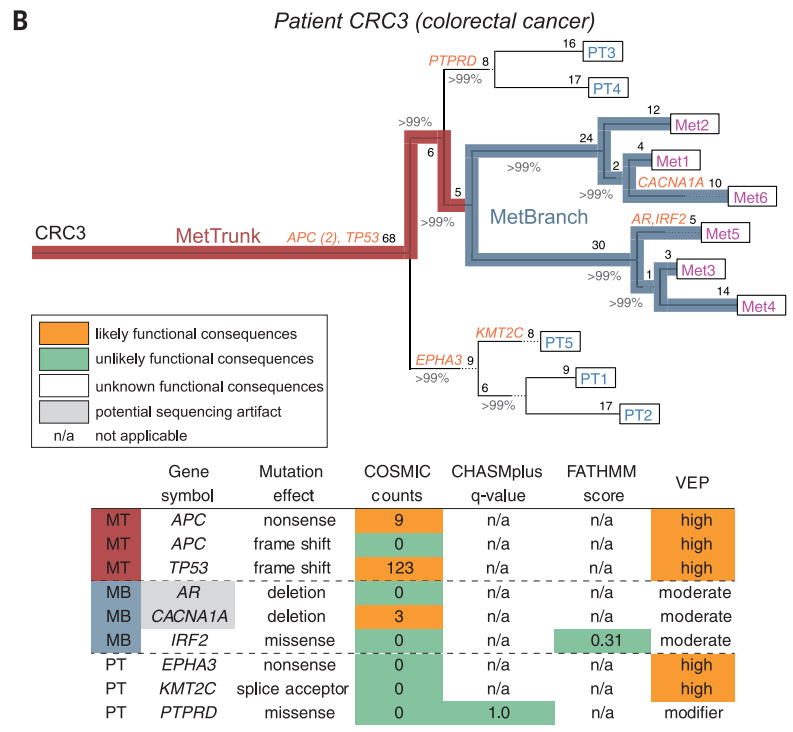 B
Patient CRC3 (colorectal cancer)
PTPRD 8
16 PT3
>99%
17 PT4
>99%
6
12 Met2
24
>99%
4 Met1
2
CACNA1A 10
>99%
Met6
5
>99%
MetBranch
AR,IRF2 5
Met5
CRC3
MetTrunk
APC (2), TP53 68
30
>99%
3 Met3
1
14
>99%
Met4
likely functional consequences
unlikely functional consequences
unknown functional consequences
potential sequencing artifact
n/a not applicable
KMT2C 8
PT5
EPHA3 9
>99%
9 PT1
6
>99%
17 PT2
Gene symbol Mutation effect COSMIC counts CHASMplus q-value FATHMM score VEP
MT APC nonsense 9 n/a n/a high
MT APC frame shift 0 n/a n/a high
MT TP53 frame shift 123 n/a n/a high
MB AR deletion 0 n/a n/a moderate
MB CACNA1A deletion 3 n/a n/a moderate
MB IRF2 missense 0 n/a 0.31 moderate
PT EPHA3 nonsense 0 n/a n/a high
PT KMT2C splice acceptor 0 n/a n/a high
PT PTPRD missense 0 1.0 n/a modifier